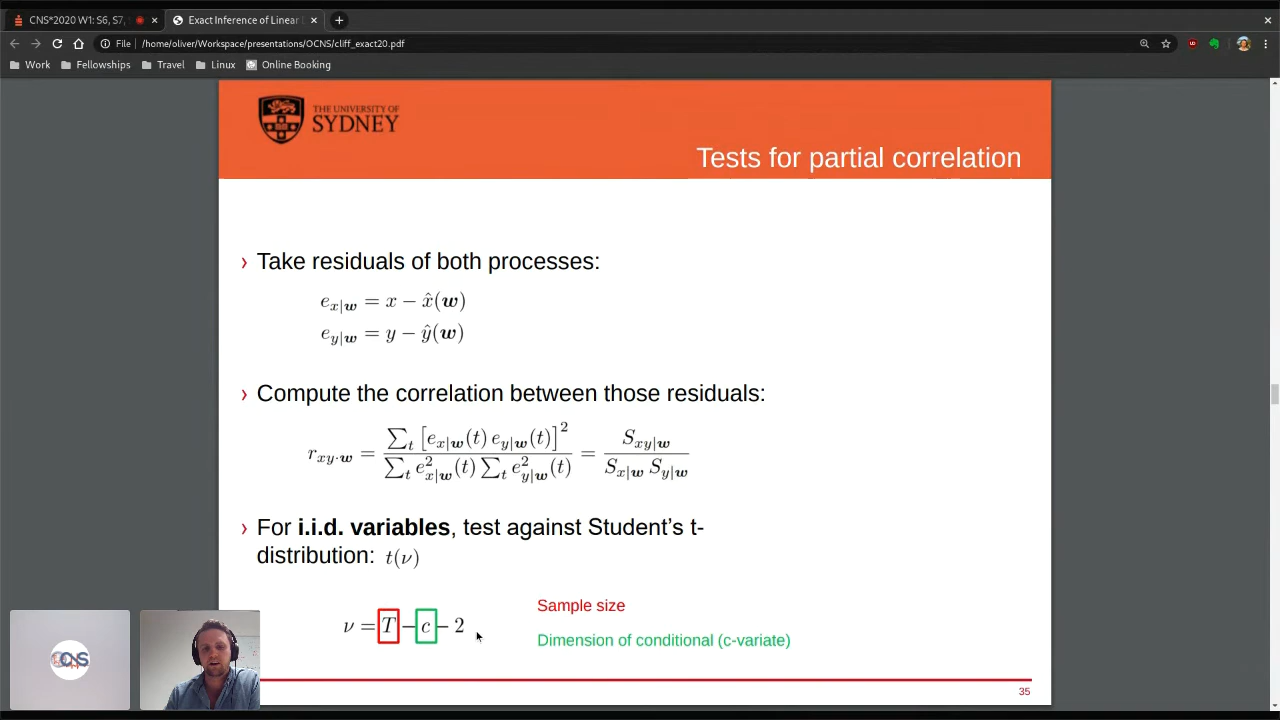 CNS*2020 W1: S6, S7,
Exact Inference of Linear
File
/home/oliver/Workspace/presentations/OCNS/cliff_exact20.pdf
Work
Fellowships
Travel
Linux
Online Booking
THE UNIVERSITY OF
SYDNEY
Tests for partial correlation
› Take residuals of both processes:
e_{x|w} = x − x̂(w)
e_{y|w} = y − ŷ(w)
› Compute the correlation between those residuals:
r_{xy·w} = ∑_t [e_{x|w}(t) e_{y|w}(t)]^2 / ∑_t e^2_{x|w}(t) ∑_t e^2_{y|w}(t) = S_{xy|w} / S_{x|w} S_{y|w}
› For i.i.d. variables, test against Student's t-
distribution: t(ν)
ν = T − c − 2
Sample size
Dimension of conditional (c-variate)
OCNS
35